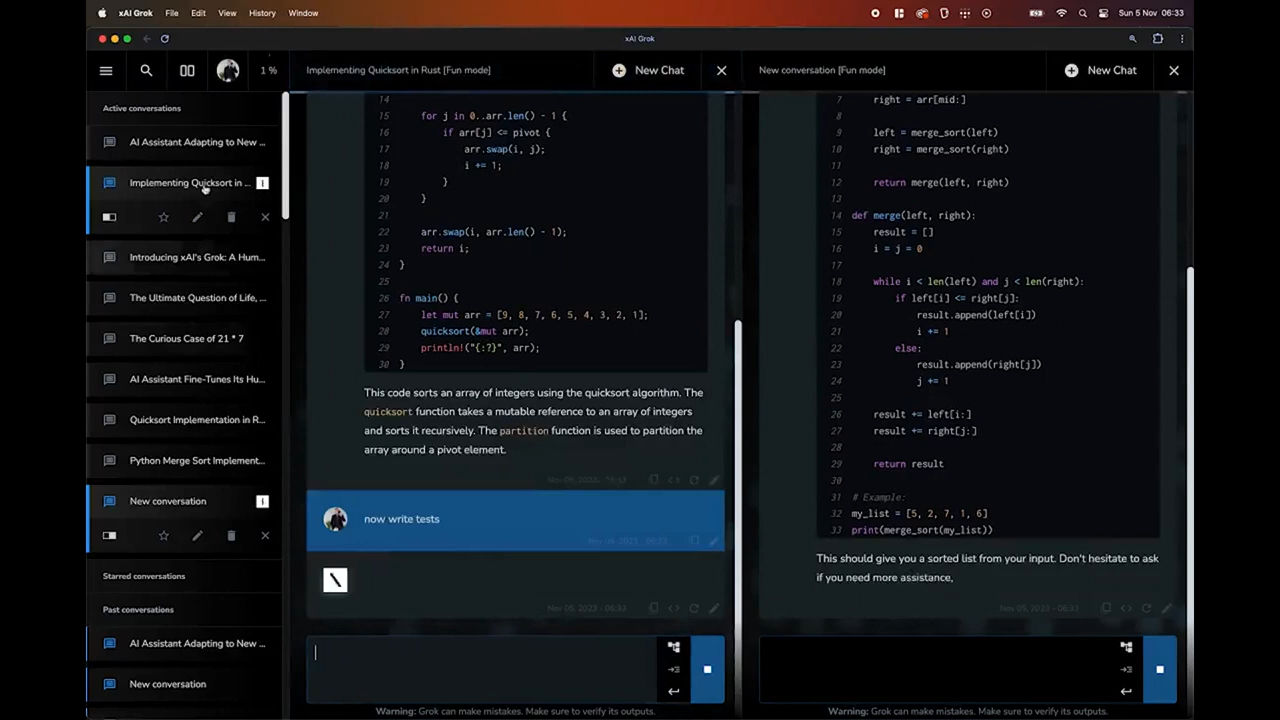 xAI Grok File Edit View History Window
Sun 5 Nov 06:33
xAI Grok
1 %
Implementing Quicksort in Rust [Fun mode]
New Chat
New conversation [Fun mode]
New Chat
Active conversations
AI Assistant Adapting to New ...
Implementing Quicksort in ...
Introducing xAI's Grok: A Hum...
The Ultimate Question of Life, ...
The Curious Case of 21 * 7
AI Assistant Fine-Tunes Its Hu...
Quicksort Implementation in R...
Python Merge Sort Implement...
New conversation
Starred conversations
Past conversations
AI Assistant Adapting to New ...
New conversation
14
15 for j in 0..arr.len() - 1 {
16 if arr[j] <= pivot {
17 arr.swap(i, j);
18 i += 1;
19 }
20 }
21
22 arr.swap(i, arr.len() - 1);
23 return i;
24 }
25
26 fn main() {
27 let mut arr = [9, 8, 7, 6, 5, 4, 3, 2, 1];
28 quicksort(&mut arr);
29 println!("{:?}", arr);
30 }
This code sorts an array of integers using the quicksort algorithm. The
quicksort function takes a mutable reference to an array of integers
and sorts it recursively. The partition function is used to partition the
array around a pivot element.
now write tests
Nov 05, 2023 - 06:33
Nov 05, 2023 - 06:33
Warning: Grok can make mistakes. Make sure to verify its outputs.
7 right = arr[mid:]
8
9 left = merge_sort(left)
10 right = merge_sort(right)
11
12 return merge(left, right)
13
14 def merge(left, right):
15 result = []
16 i = j = 0
17
18 while i < len(left) and j < len(right):
19 if left[i] <= right[j]:
20 result.append(left[i])
21 i += 1
22 else:
23 result.append(right[j])
24 j += 1
25
26 result += left[i:]
27 result += right[j:]
28
29 return result
30
31 # Example:
32 my_list = [5, 2, 7, 1, 6]
33 print(merge_sort(my_list))
This should give you a sorted list from your input. Don't hesitate to ask
if you need more assistance,
Nov 05, 2023 - 06:33
Warning: Grok can make mistakes. Make sure to verify its outputs.